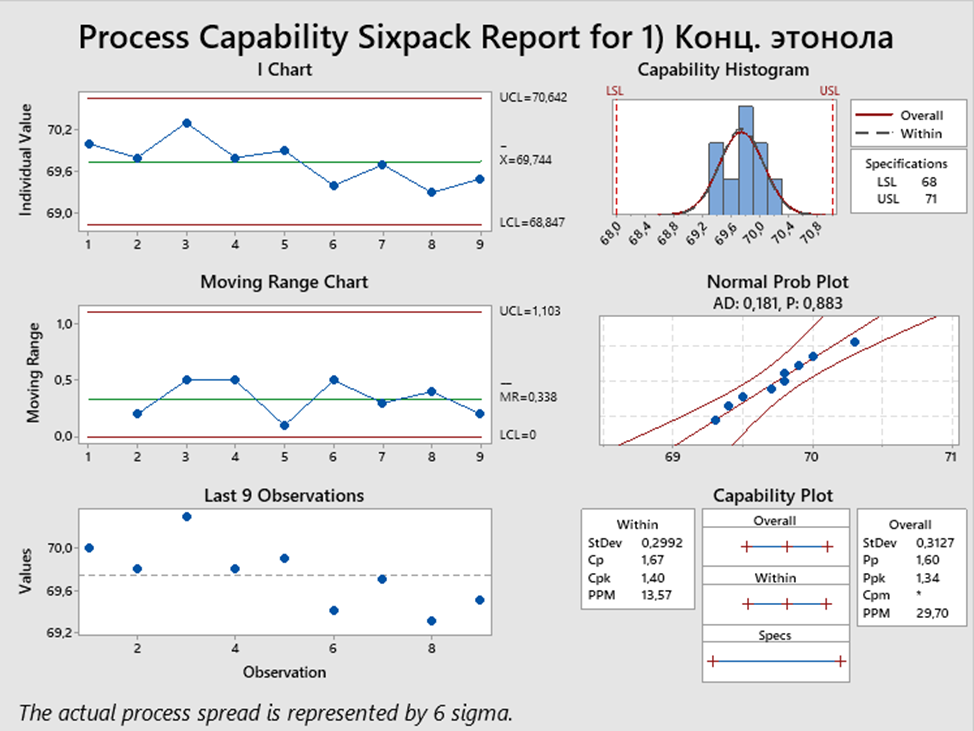 Process Capability Sixpack Report for 1) Конц. этонола
I Chart
Individual Value
70,2
69,6
69,0
UCL=70,642
_
X=69,744
LCL=68,847
1 2 3 4 5 6 7 8 9
Capability Histogram
LSL USL
68,0 68,4 68,8 69,2 69,6 70,0 70,4 70,8
Overall
Within
Specifications
LSL 68
USL 71
Moving Range Chart
Moving Range
1,0
0,5
0,0
UCL=1,103
__
MR=0,338
LCL=0
1 2 3 4 5 6 7 8 9
Normal Prob Plot
AD: 0,181, P: 0,883
69 70 71
Last 9 Observations
Values
70,0
69,6
69,2
2 4 6 8
Observation
Capability Plot
Within
StDev 0,2992
Cp 1,67
Cpk 1,40
PPM 13,57
Overall
Within
Specs
Overall
StDev 0,3127
Pp 1,60
Ppk 1,34
Cpm *
PPM 29,70
The actual process spread is represented by 6 sigma.